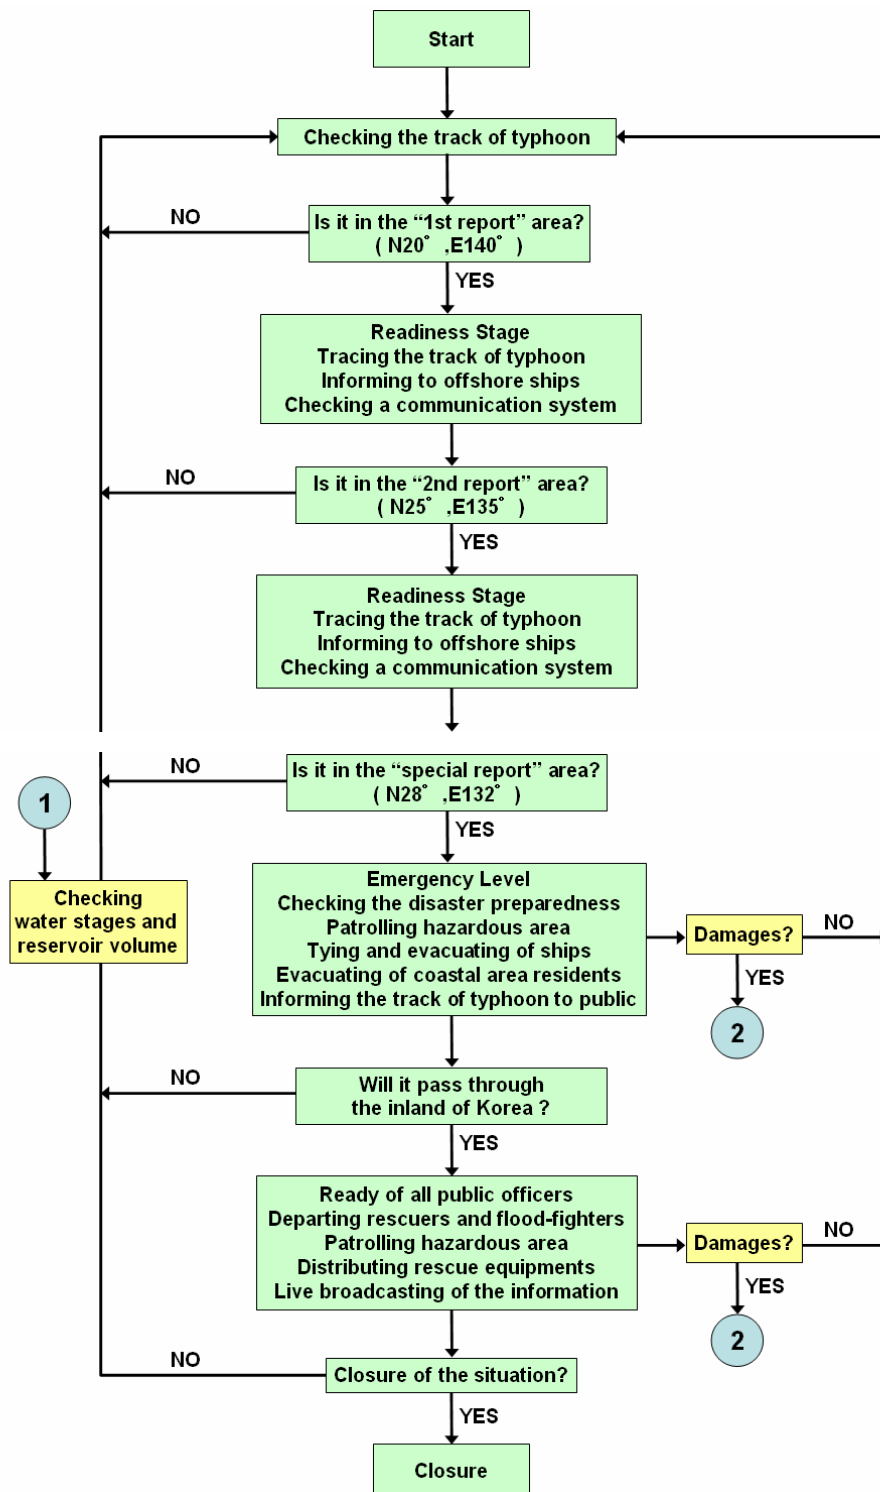 Start
Checking the track of typhoon
NO
Is it in the “1st report” area?
( N20˚ ,E140˚ )
YES
Readiness Stage
Tracing the track of typhoon
Informing to offshore ships
Checking a communication system
NO
Is it in the “2nd report” area?
( N25˚ ,E135˚ )
YES
Readiness Stage
Tracing the track of typhoon
Informing to offshore ships
Checking a communication system
NO
Is it in the “special report” area?
( N28˚ ,E132˚ )
1
YES
Checking
water stages and
reservoir volume
Emergency Level
Checking the disaster preparedness
Patrolling hazardous area
Tying and evacuating of ships
Evacuating of coastal area residents
Informing the track of typhoon to public
Damages?
NO
YES
2
NO
Will it pass through
the inland of Korea ?
YES
Ready of all public officers
Departing rescuers and flood-fighters
Patrolling hazardous area
Distributing rescue equipments
Live broadcasting of the information
Damages?
NO
YES
2
NO
Closure of the situation?
YES
Closure